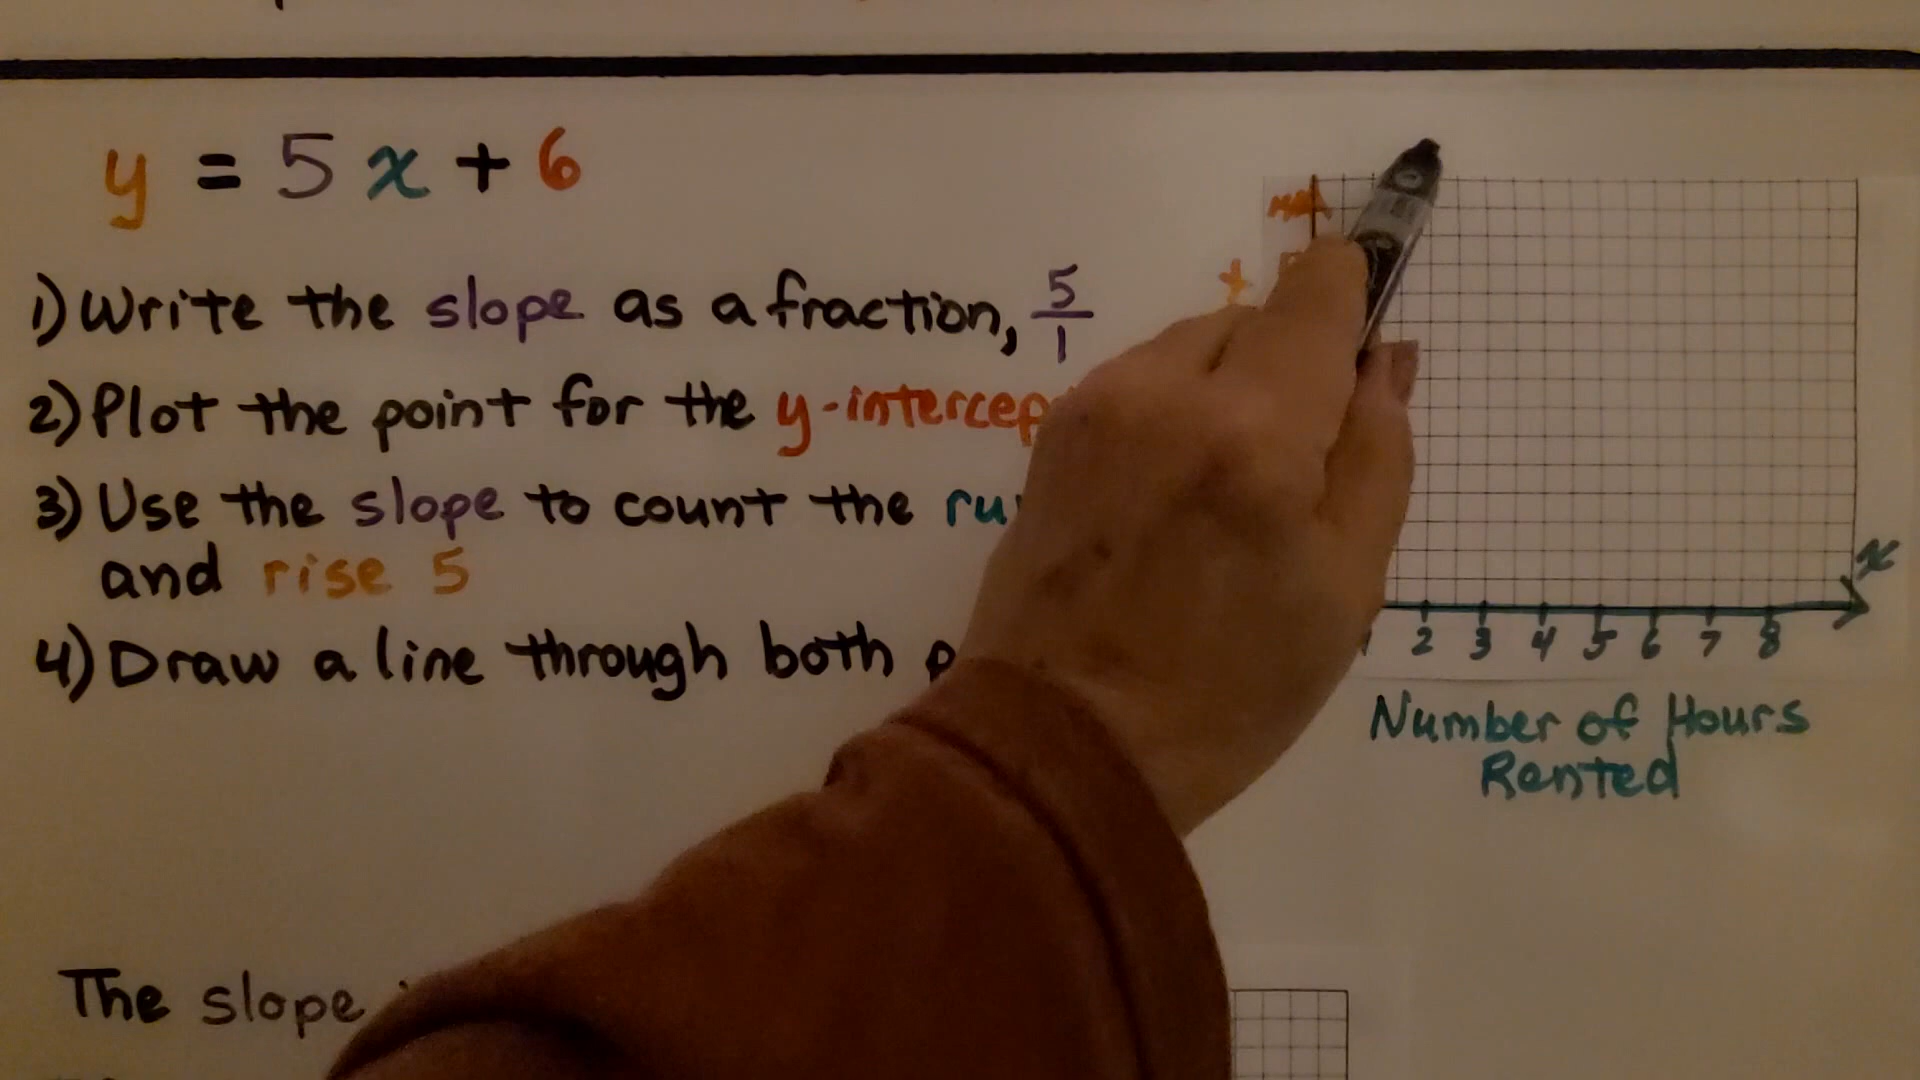 y = 5x + 6
1) Write the slope as a fraction, 5/1
2) Plot the point for the y-intercep
3) Use the slope to count the ru
and rise 5
4) Draw a line through both p
x
2 3 4 5 6 7 8
Number of Hours
Rented
The slope